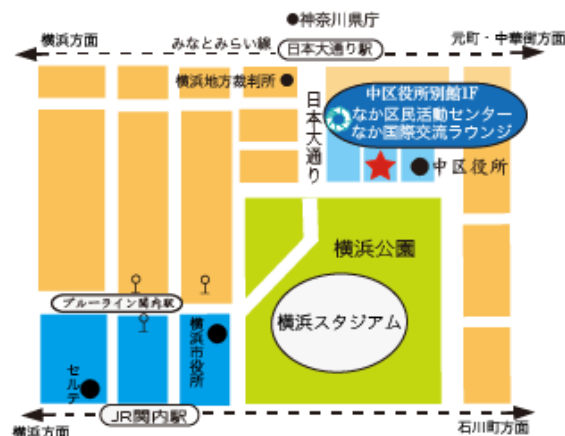 ●神奈川県庁
横浜方面
みなとみらい線
日本大通り駅
元町・中華街方面
横浜地方裁判所●
日本大通り
中区役所別館1F
なか区民活動センター
なか国際交流ラウンジ
★
●中区役所
横浜公園
横浜スタジアム
ブルーライン関内駅
横浜市役所
セルテ
横浜方面
JR関内駅
石川町方面